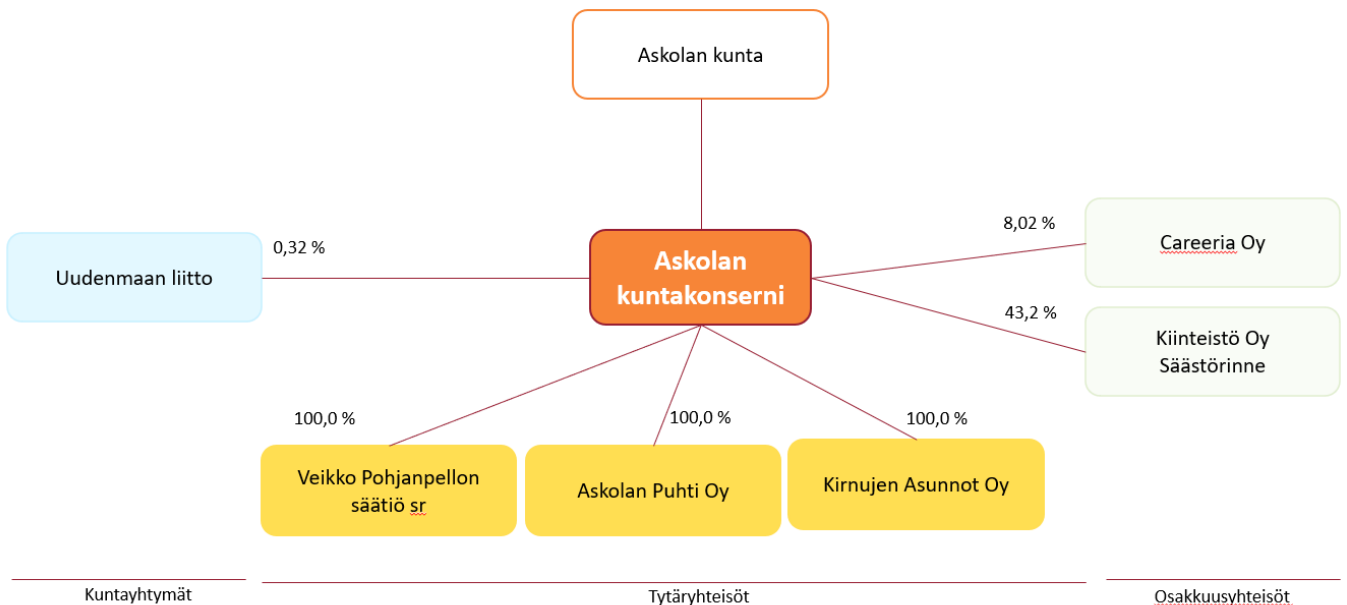 Askolan kunta
Uudenmaan liitto
0,32 %
Askolan
kuntakonserni
8,02 %
Careeria Oy
43,2 %
Kiinteistö Oy
Säästörinne
100,0 %
Veikko Pohjanpellon
säätiö sr
100,0 %
Askolan Puhti Oy
100,0 %
Kirnujen Asunnot Oy
Kuntayhtymät
Tytäryhteisöt
Osakkuusyhteisöt